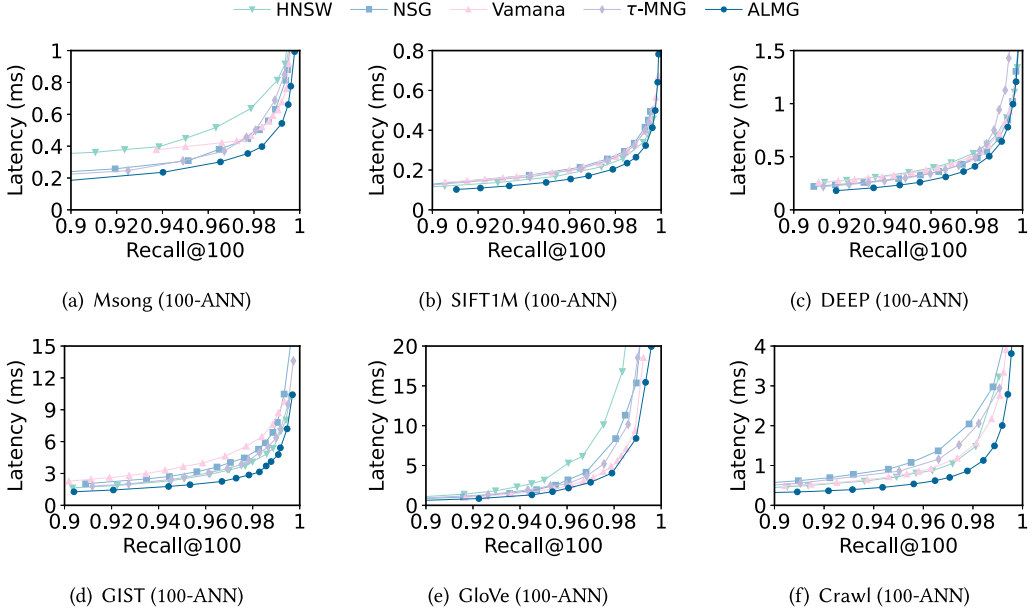 HNSW NSG Vamana τ-MNG ALMG
1
0.8
0.6
0.4
0.2
0
Latency (ms)
0.9 0.92 0.94 0.96 0.98 1
Recall@100
(a) Msong (100-ANN)
0.8
0.6
0.4
0.2
0
Latency (ms)
0.9 0.92 0.94 0.96 0.98 1
Recall@100
(b) SIFT1M (100-ANN)
1.5
1
0.5
0
Latency (ms)
0.9 0.92 0.94 0.96 0.98 1
Recall@100
(c) DEEP (100-ANN)
15
12
9
6
3
0
Latency (ms)
0.9 0.92 0.94 0.96 0.98 1
Recall@100
(d) GIST (100-ANN)
20
15
10
5
0
Latency (ms)
0.9 0.92 0.94 0.96 0.98 1
Recall@100
(e) GloVe (100-ANN)
4
3
2
1
0
Latency (ms)
0.9 0.92 0.94 0.96 0.98 1
Recall@100
(f) Crawl (100-ANN)